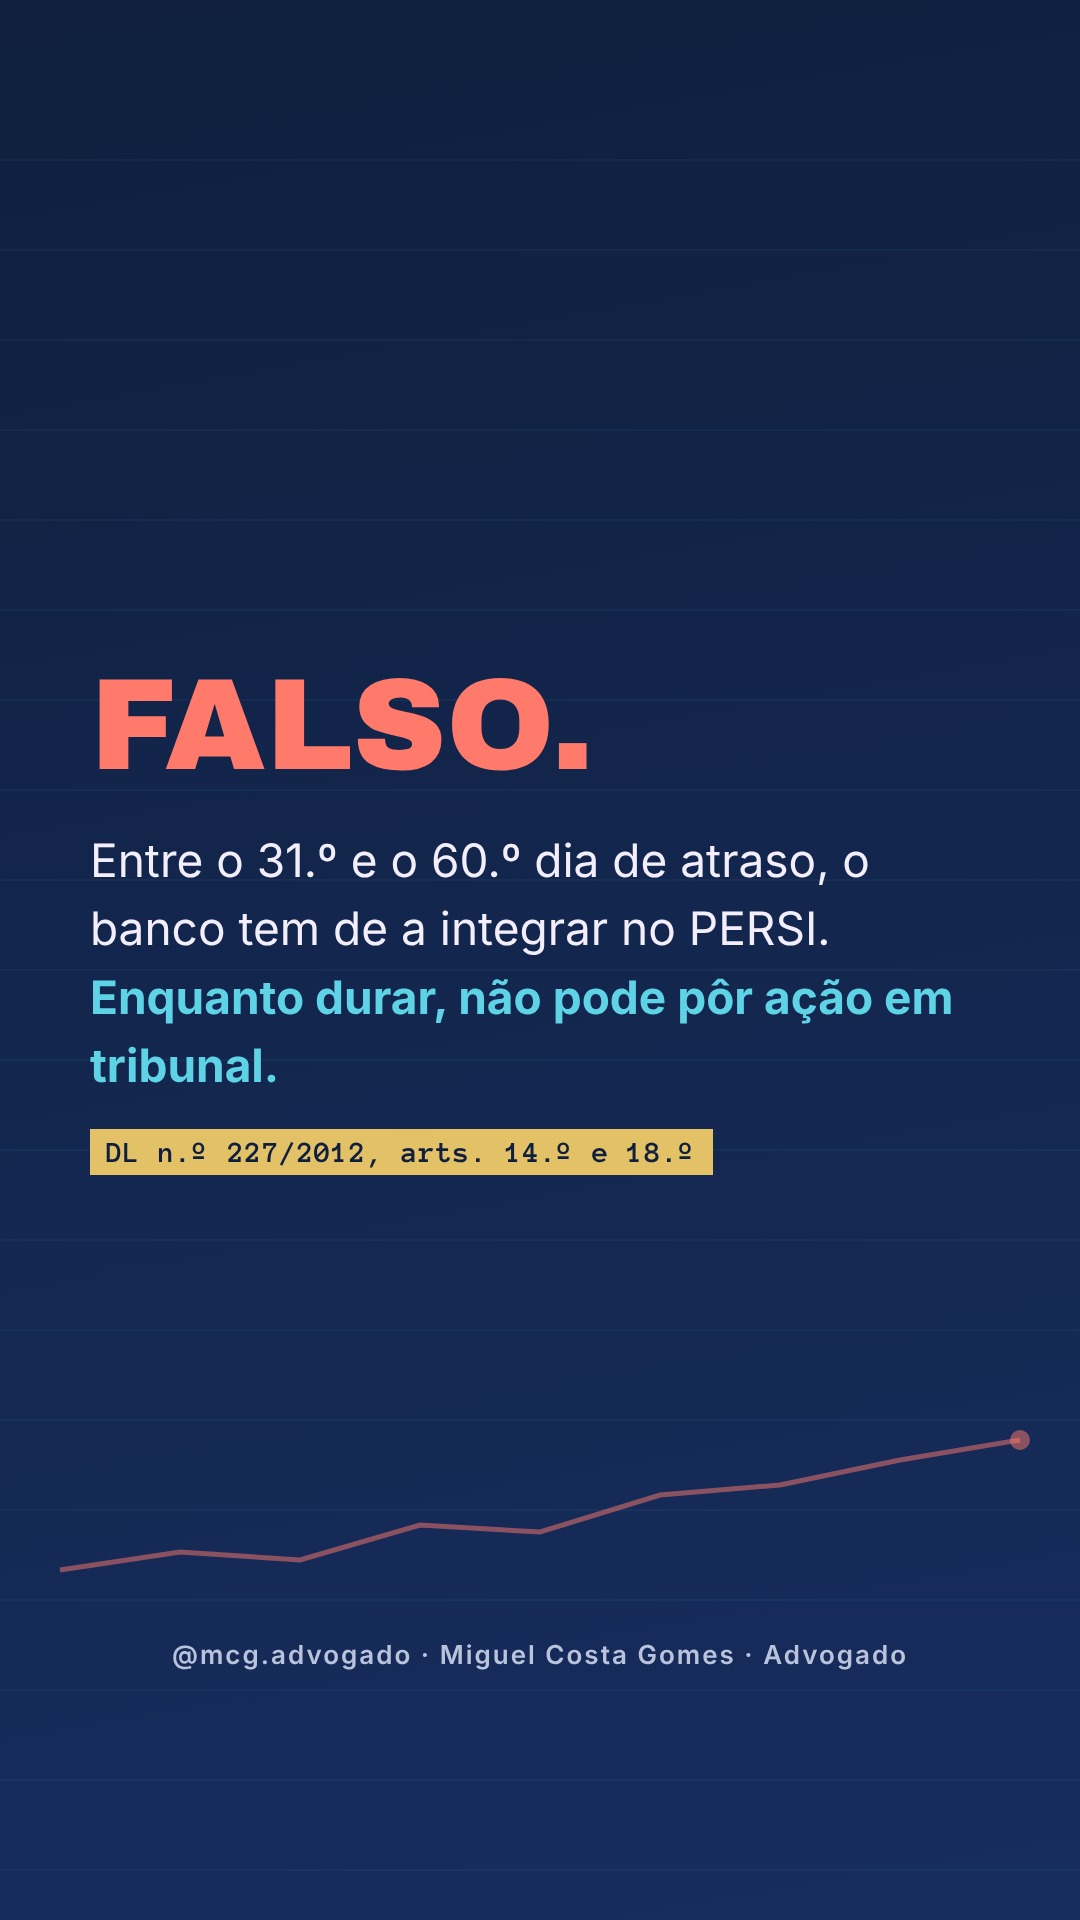 FALSO.
Entre o 31.º e o 60.º dia de atraso, o
banco tem de a integrar no PERSI.
Enquanto durar, não pode pôr ação em
tribunal.
DL n.º 227/2012, arts. 14.º e 18.º
@mcg.advogado · Miguel Costa Gomes · Advogado